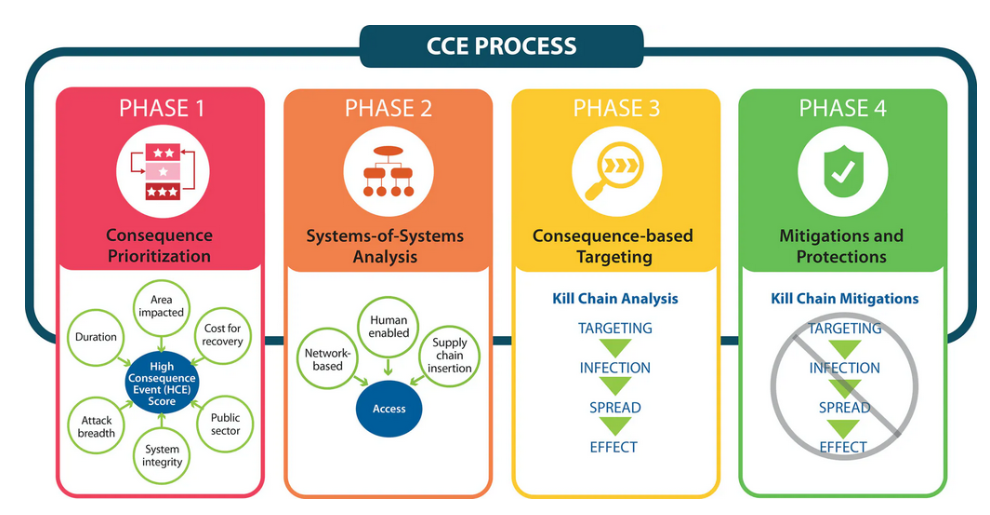 CCE PROCESS
PHASE 1
Consequence
Prioritization
Area
impacted
Duration
Cost for
recovery
High
Consequence
Event (HCE)
Score
Attack
breadth
Public
sector
System
integrity
PHASE 2
Systems-of-Systems
Analysis
Human
enabled
Network-
based
Supply
chain
insertion
Access
PHASE 3
Consequence-based
Targeting
Kill Chain Analysis
TARGETING
INFECTION
SPREAD
EFFECT
PHASE 4
Mitigations and
Protections
Kill Chain Mitigations
TARGETING
INFECTION
SPREAD
EFFECT